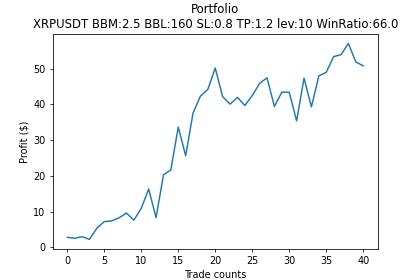 Portfolio
XRPUSDT BBM:2.5 BBL:160 SL:0.8 TP:1.2 lev:10 WinRatio:66.0
50
40
30
20
10
0
Profit ($)
0 5 10 15 20 25 30 35 40
Trade counts